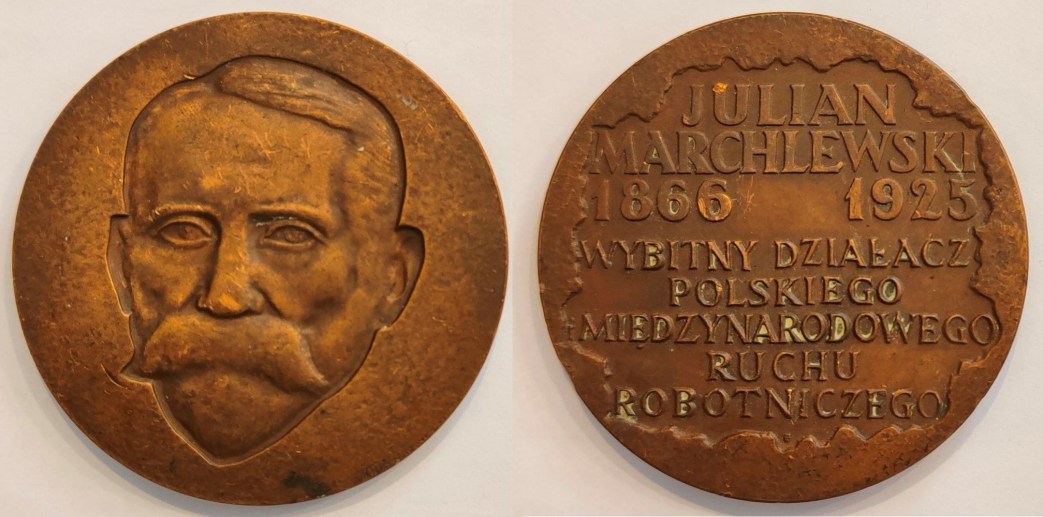 JULIAN
MARCHLEWSKI
1866 1925
WYBITNY DZIAŁACZ
POLSKIEGO
I MIĘDZYNARODOWEGO
RUCHU
ROBOTNICZEGO